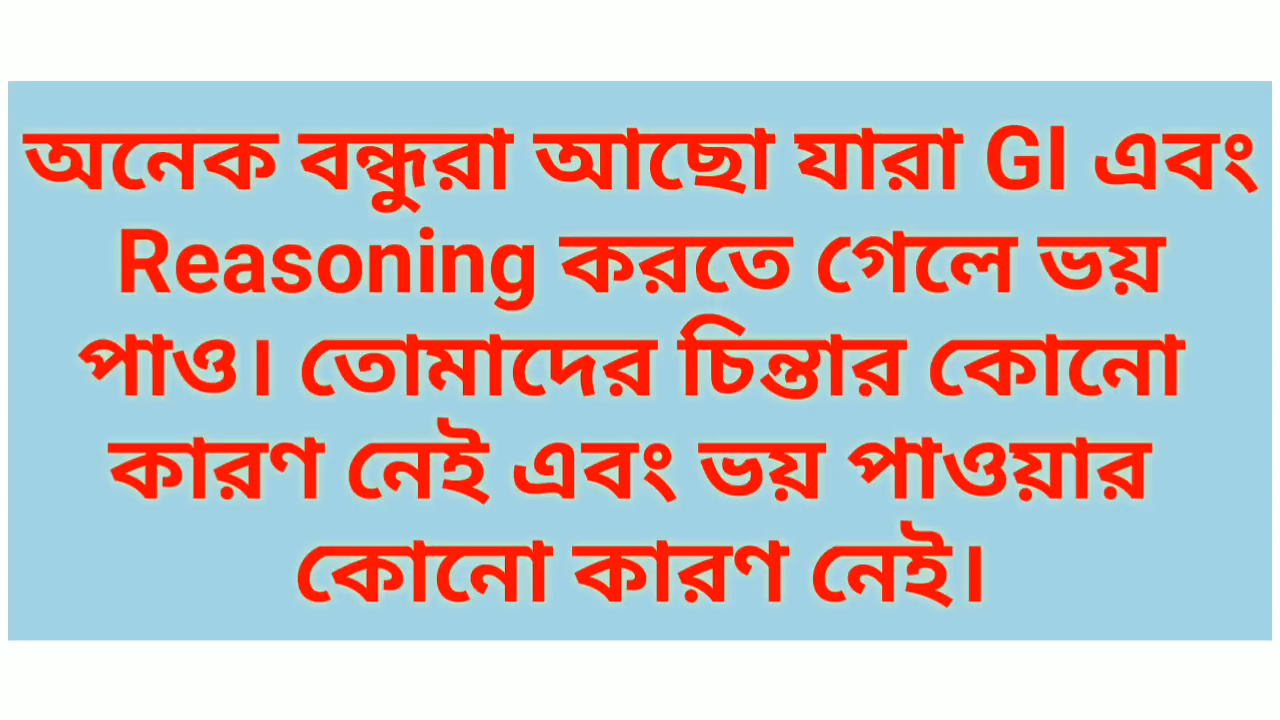 অনেক বন্ধুরা আছো যারা GI এবং
Reasoning করতে গেলে ভয়
পাও। তোমাদের চিন্তার কোনো
কারণ নেই এবং ভয় পাওয়ার
কোনো কারণ নেই।